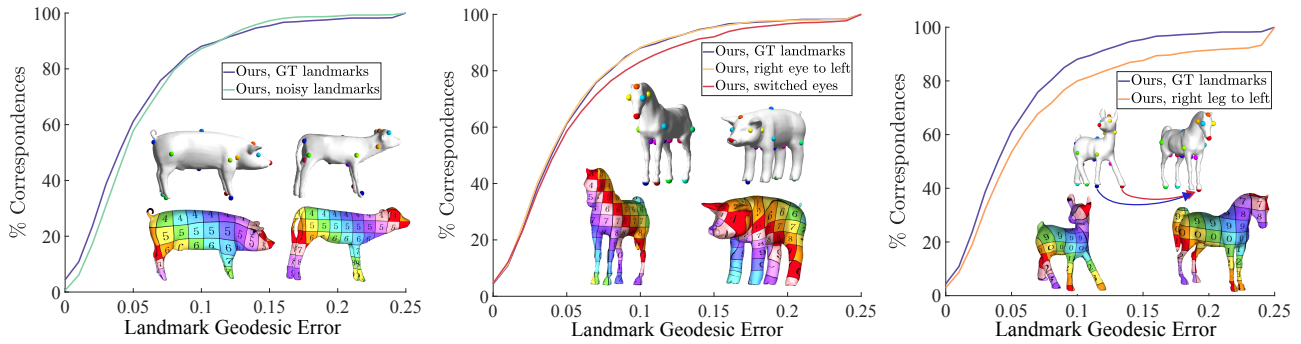 100
80
60
40
20
0
% Correspondences
0 0.05 0.1 0.15 0.2 0.25
Landmark Geodesic Error
Ours, GT landmarks
Ours, noisy landmarks
100
80
60
40
20
0
% Correspondences
0 0.05 0.1 0.15 0.2 0.25
Landmark Geodesic Error
Ours, GT landmarks
Ours, right eye to left
Ours, switched eyes
100
80
60
40
20
0
% Correspondences
0 0.05 0.1 0.15 0.2 0.25
Landmark Geodesic Error
Ours, GT landmarks
Ours, right leg to left